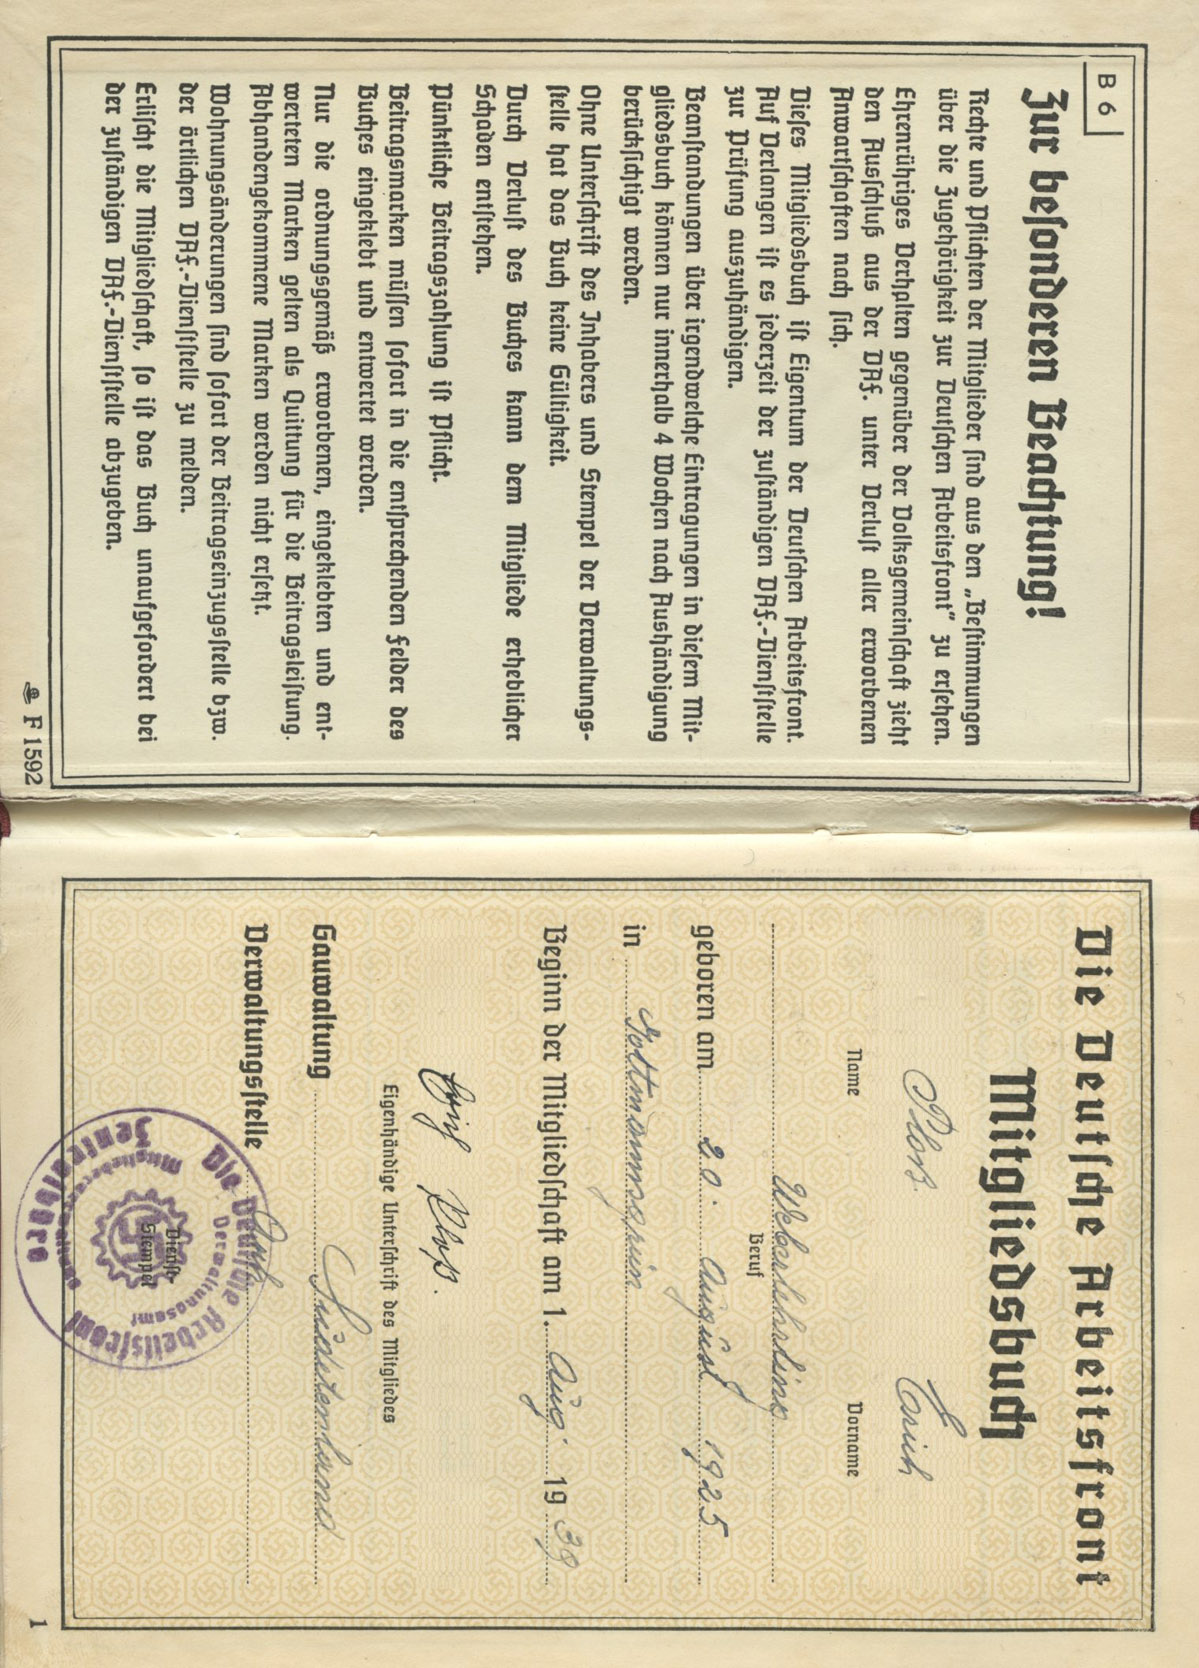 B 6
Zur besonderen Beachtung!
Rechte und Pflichten der Mitglieder sind aus den „Bestimmungen
über die Zugehörigkeit zur Deutschen Arbeitsfront“ zu ersehen.
Ehrenrühriges Verhalten gegenüber der Volksgemeinschaft zieht
den Ausschluß aus der DAF. unter Verlust aller erworbenen
Anwartschaften nach sich.
Dieses Mitgliedsbuch ist Eigentum der Deutschen Arbeitsfront.
Auf Verlangen ist es jederzeit der zuständigen DAF.-Dienststelle
zur Prüfung auszuhändigen.
Beanstandungen über irgendwelche Eintragungen in diesem Mit-
gliedsbuch können nur innerhalb 4 Wochen nach Aushändigung
berücksichtigt werden.
Ohne Unterschrift des Inhabers und Stempel der Verwaltungs-
stelle hat das Buch keine Gültigkeit.
Durch Verlust des Buches kann dem Mitgliede erheblicher
Schaden entstehen.
Pünktliche Beitragszahlung ist Pflicht.
Beitragsmarken müssen sofort in die entsprechenden Felder des
Buches eingeklebt und entwertet werden.
Nur die ordnungsgemäß erworbenen, eingeklebten und ent-
werteten Marken gelten als Quittung für die Beitragsleistung.
Abhandengekommene Marken werden nicht ersetzt.
Wohnungsänderungen sind sofort der Beitragseinzugsstelle bzw.
der örtlichen DAF.-Dienststelle zu melden.
Erlischt die Mitgliedschaft, so ist das Buch unaufgefordert bei
der zuständigen DAF.-Dienststelle abzugeben.
F 1592
Die Deutsche Arbeitsfront
Mitgliedsbuch
Ploß Erich
Name Vorname
Weberlehrling
Beruf
geboren am 20. August 1925
in Gottmannsgrün
Beginn der Mitgliedschaft am 1. Aug. 1939
Erich Ploß.
Eigenhändige Unterschrift des Mitgliedes
Gauwaltung Sudetenland
Verwaltungsstelle Asch
Die Deutsche Arbeitsfront
Verwaltungsamt
Dienst-
Stempel
Zentralbüro
1